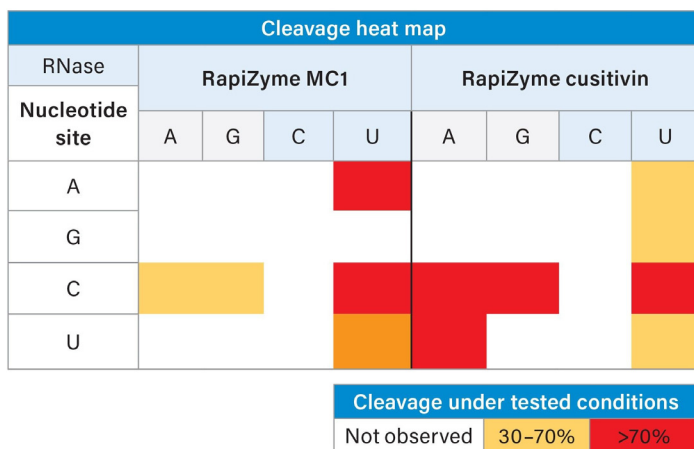 Cleavage heat map
RNase
RapiZyme MC1
RapiZyme cusitivin
Nucleotide
site
A G C U A G C U
A
G
C
U
Cleavage under tested conditions
Not observed 30–70% >70%